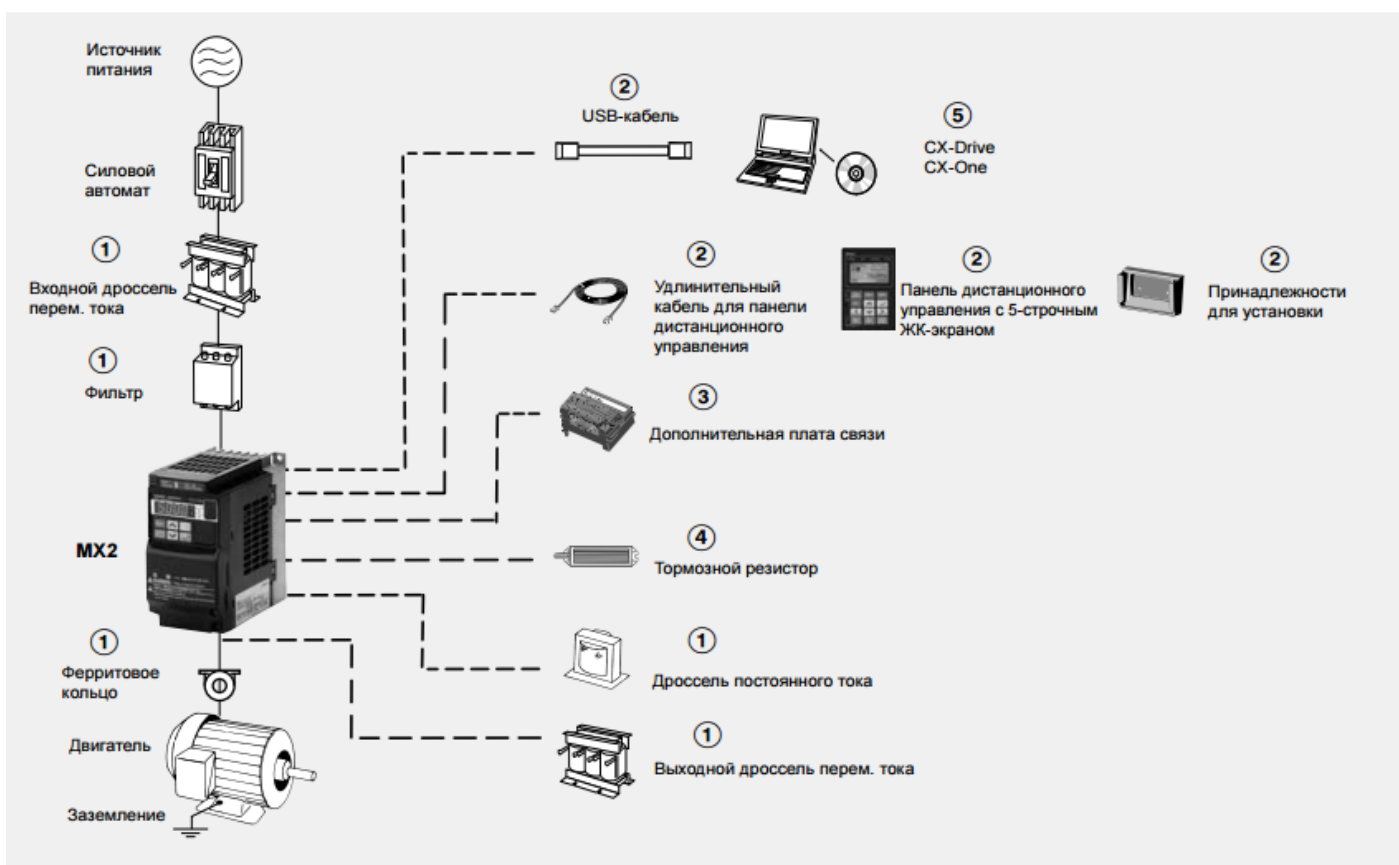 Источник
питания
Силовой
автомат
①
Входной дроссель
перем. тока
①
Фильтр
MX2
①
Ферритовое
кольцо
Двигатель
Заземление
②
USB-кабель
⑤
CX-Drive
CX-One
②
Удлинительный
кабель для панели
дистанционного
управления
②
Панель дистанционного
управления с 5-строчным
ЖК-экраном
②
Принадлежности
для установки
③
Дополнительная плата связи
④
Тормозной резистор
①
Дроссель постоянного тока
①
Выходной дроссель перем. тока